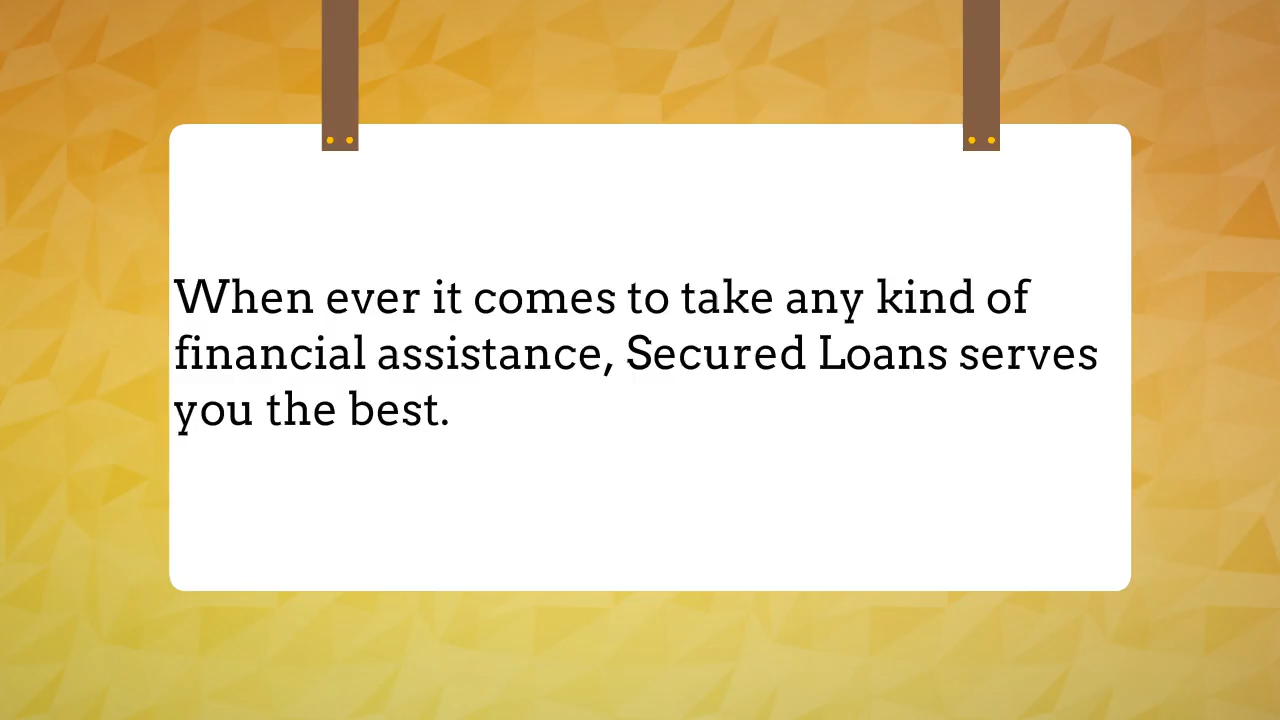 When ever it comes to take any kind of
financial assistance, Secured Loans serves
you the best.